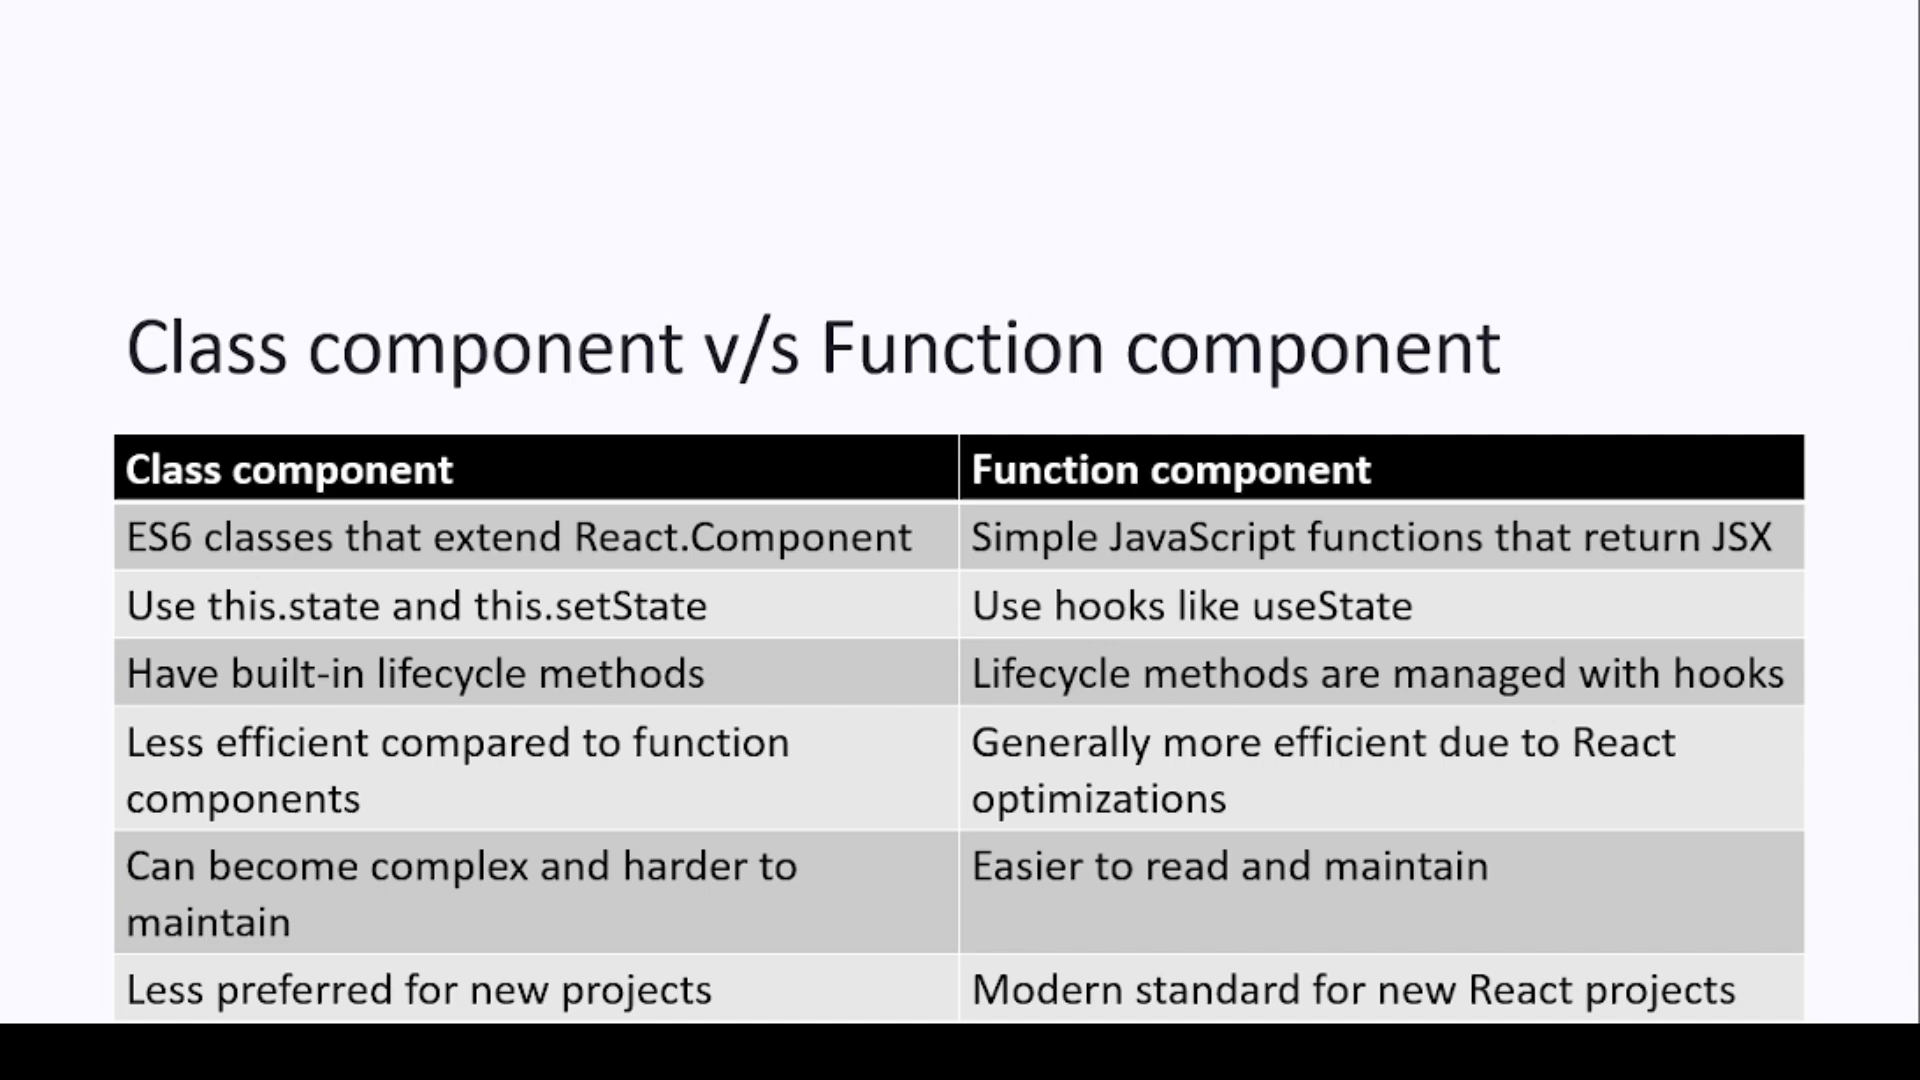 Class component v/s Function component
Class component
Function component
ES6 classes that extend React.Component
Simple JavaScript functions that return JSX
Use this.state and this.setState
Use hooks like useState
Have built-in lifecycle methods
Lifecycle methods are managed with hooks
Less efficient compared to function
components
Generally more efficient due to React
optimizations
Can become complex and harder to
maintain
Easier to read and maintain
Less preferred for new projects
Modern standard for new React projects